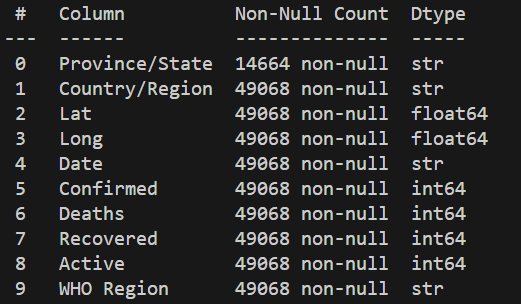 #   Column          Non-Null Count  Dtype
---  ------          --------------  -----
0   Province/State  14664 non-null  str
1   Country/Region  49068 non-null  str
2   Lat             49068 non-null  float64
3   Long            49068 non-null  float64
4   Date            49068 non-null  str
5   Confirmed       49068 non-null  int64
6   Deaths          49068 non-null  int64
7   Recovered       49068 non-null  int64
8   Active          49068 non-null  int64
9   WHO Region      49068 non-null  str